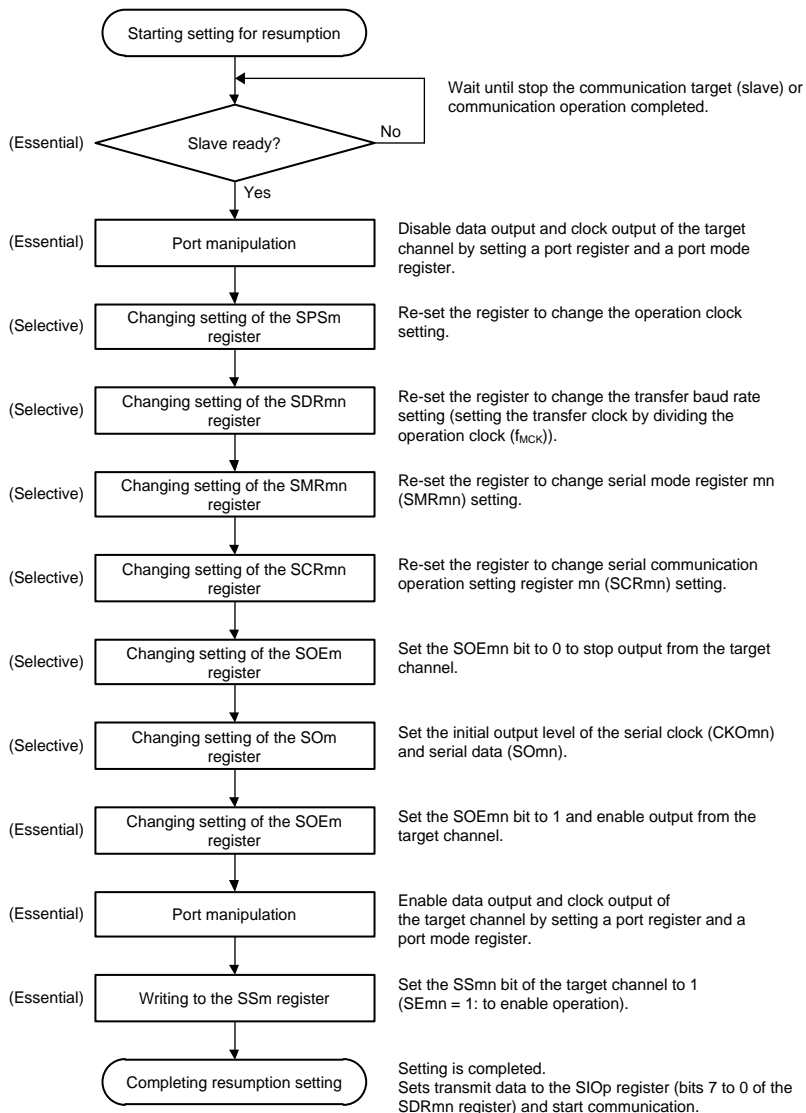 Starting setting for resumption
Wait until stop the communication target (slave) or
communication operation completed.
(Essential)
Slave ready?
No
Yes
(Essential)
Port manipulation
Disable data output and clock output of the target
channel by setting a port register and a port mode
register.
(Selective)
Changing setting of the SPSm
register
Re-set the register to change the operation clock
setting.
(Selective)
Changing setting of the SDRmn
register
Re-set the register to change the transfer baud rate
setting (setting the transfer clock by dividing the
operation clock (fMCK)).
(Selective)
Changing setting of the SMRmn
register
Re-set the register to change serial mode register mn
(SMRmn) setting.
(Selective)
Changing setting of the SCRmn
register
Re-set the register to change serial communication
operation setting register mn (SCRmn) setting.
(Selective)
Changing setting of the SOEm
register
Set the SOEmn bit to 0 to stop output from the target
channel.
(Selective)
Changing setting of the SOm
register
Set the initial output level of the serial clock (CKOmn)
and serial data (SOmn).
(Essential)
Changing setting of the SOEm
register
Set the SOEmn bit to 1 and enable output from the
target channel.
(Essential)
Port manipulation
Enable data output and clock output of
the target channel by setting a port register and a
port mode register.
(Essential)
Writing to the SSm register
Set the SSmn bit of the target channel to 1
(SEmn = 1: to enable operation).
Completing resumption setting
Setting is completed.
Sets transmit data to the SIOp register (bits 7 to 0 of the
SDRmn register) and start communication.